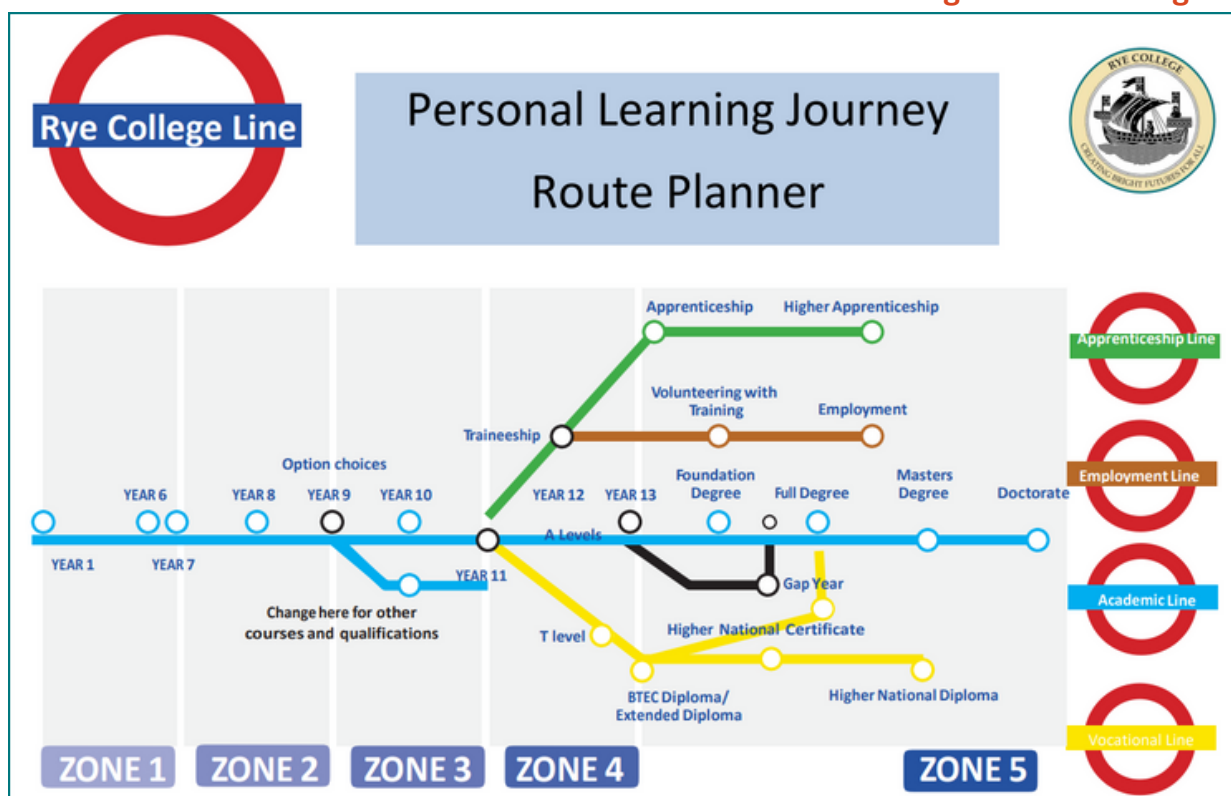 Rye College Line
Personal Learning Journey
Route Planner
RYE COLLEGE
CREATING BRIGHT FUTURES FOR ALL
Apprenticeship
Higher Apprenticeship
Apprenticeship Line
Volunteering with
Training
Employment
Traineeship
Employment Line
Option choices
YEAR 6
YEAR 8
YEAR 9
YEAR 10
YEAR 12
YEAR 13
Foundation
Degree
Full Degree
Masters
Degree
Doctorate
A Levels
YEAR 1
YEAR 7
YEAR 11
Gap Year
Academic Line
Change here for other
courses and qualifications
T level
Higher National Certificate
BTEC Diploma/
Extended Diploma
Higher National Diploma
Vocational Line
ZONE 1
ZONE 2
ZONE 3
ZONE 4
ZONE 5